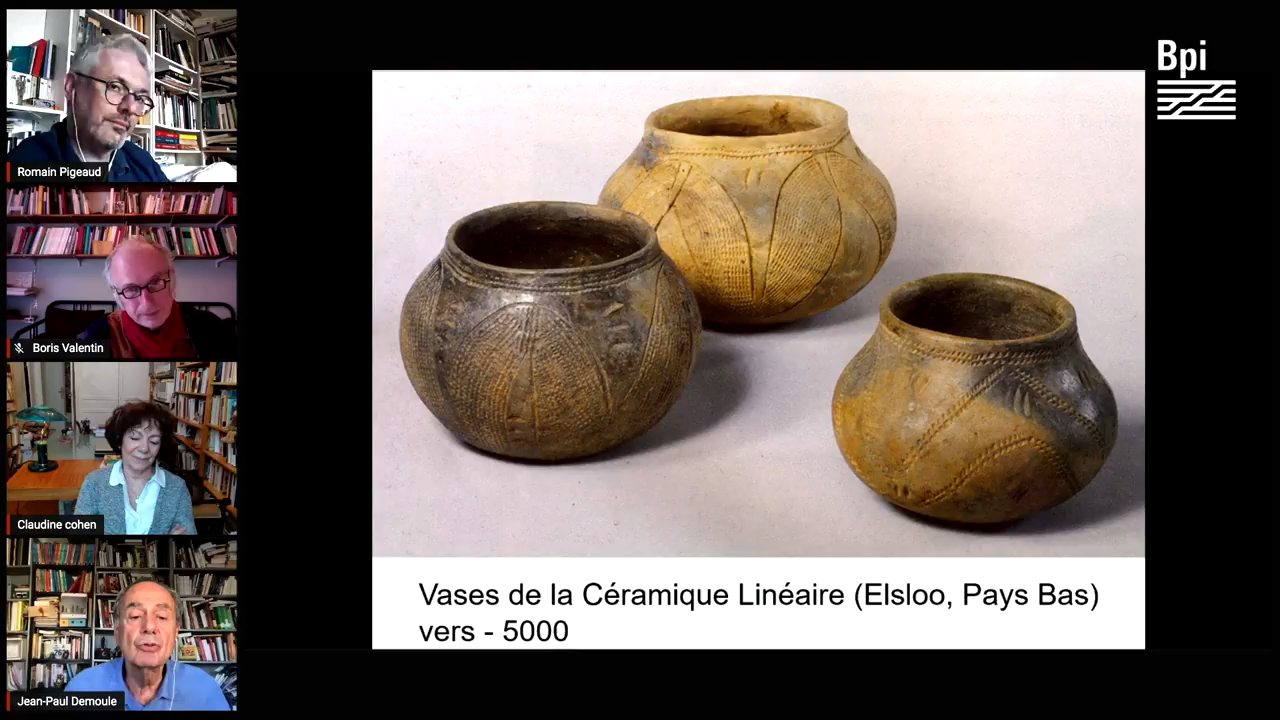 Romain Pigeaud
Boris Valentin
Claudine cohen
Jean-Paul Demoule
Bpi
Vases de la Céramique Linéaire (Elsloo, Pays Bas)
vers - 5000